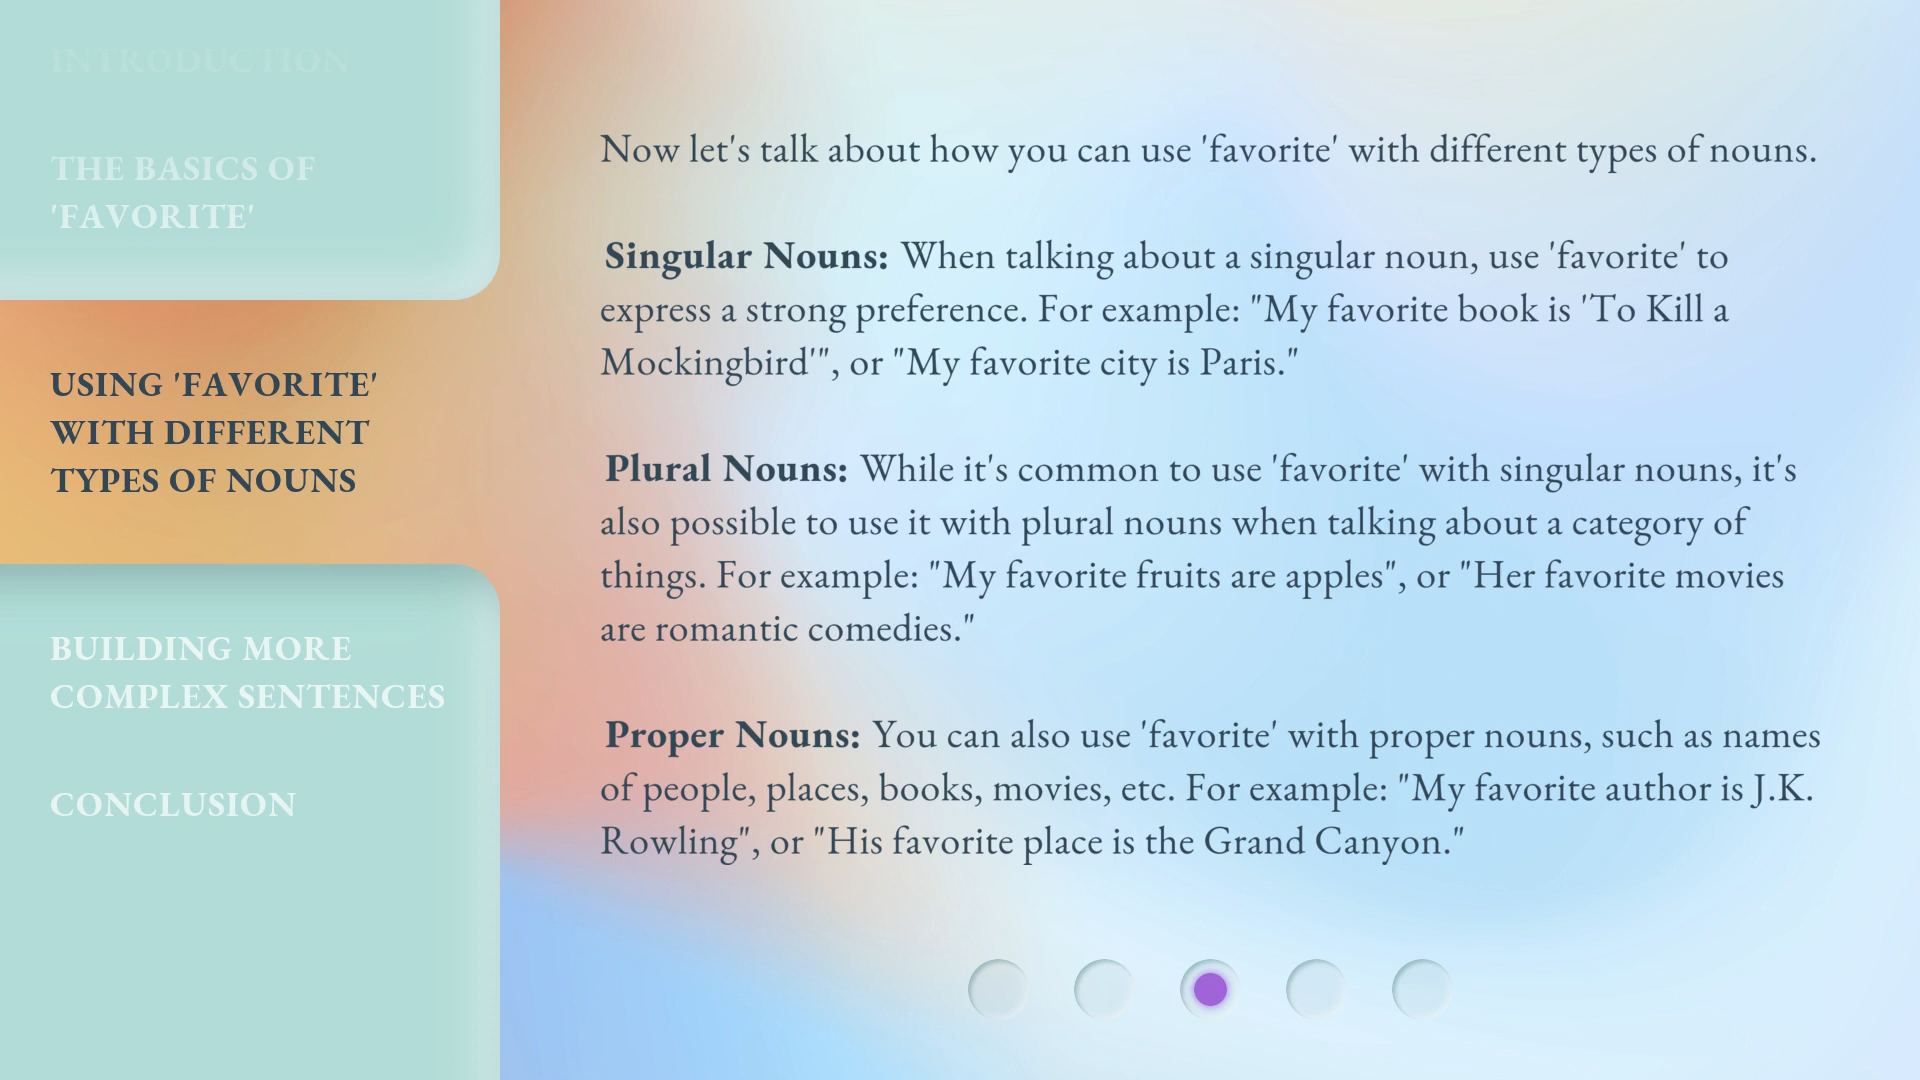 INTRODUCTION
THE BASICS OF
'FAVORITE'
USING 'FAVORITE'
WITH DIFFERENT
TYPES OF NOUNS
BUILDING MORE
COMPLEX SENTENCES
CONCLUSION
Now let's talk about how you can use 'favorite' with different types of nouns.
Singular Nouns: When talking about a singular noun, use 'favorite' to
express a strong preference. For example: "My favorite book is 'To Kill a
Mockingbird'", or "My favorite city is Paris."
Plural Nouns: While it's common to use 'favorite' with singular nouns, it's
also possible to use it with plural nouns when talking about a category of
things. For example: "My favorite fruits are apples", or "Her favorite movies
are romantic comedies."
Proper Nouns: You can also use 'favorite' with proper nouns, such as names
of people, places, books, movies, etc. For example: "My favorite author is J.K.
Rowling", or "His favorite place is the Grand Canyon."